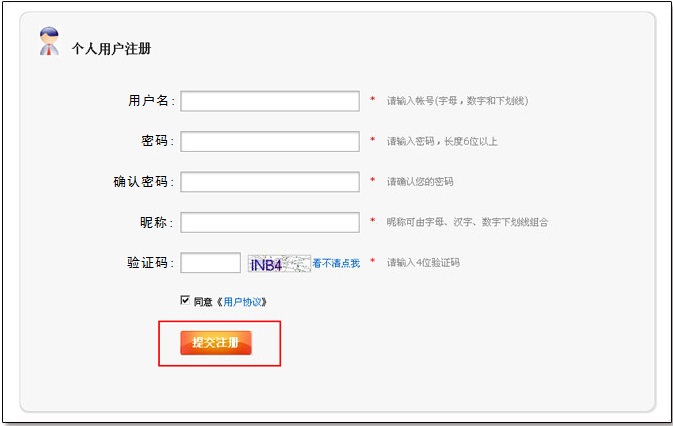 个人用户注册
用户名: * 请输入帐号(字母，数字和下划线)
密码: * 请输入密码，长度6位以上
确认密码: * 请确认您的密码
昵称: * 昵称可由字母、汉字、数字下划线组合
验证码: INB4 看不清点我 * 请输入4位验证码
同意《用户协议》
提交注册